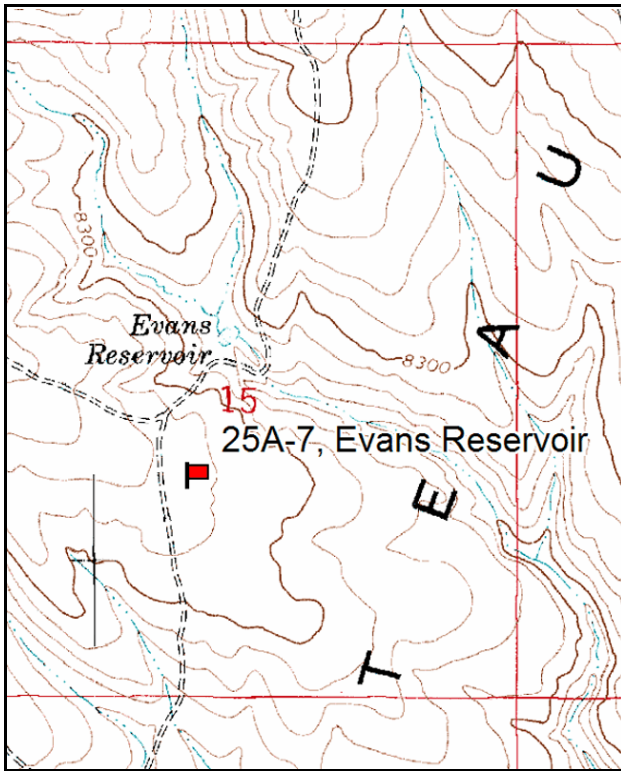 U
8300
Evans
Reservoir
A
8300
15
25A-7, Evans Reservoir
E
T